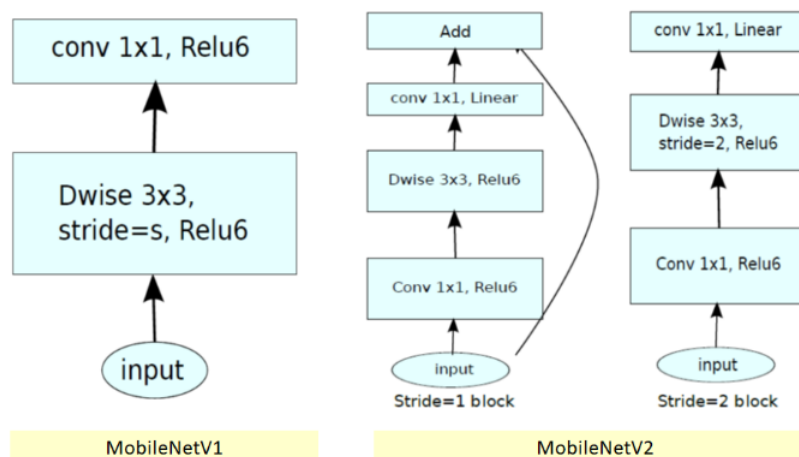 conv 1x1, Relu6
Dwise 3x3,
stride=s, Relu6
input
MobileNetV1
Add
conv 1x1, Linear
Dwise 3x3, Relu6
Conv 1x1, Relu6
input
Stride=1 block
conv 1x1, Linear
Dwise 3x3,
stride=2, Relu6
Conv 1x1, Relu6
input
Stride=2 block
MobileNetV2